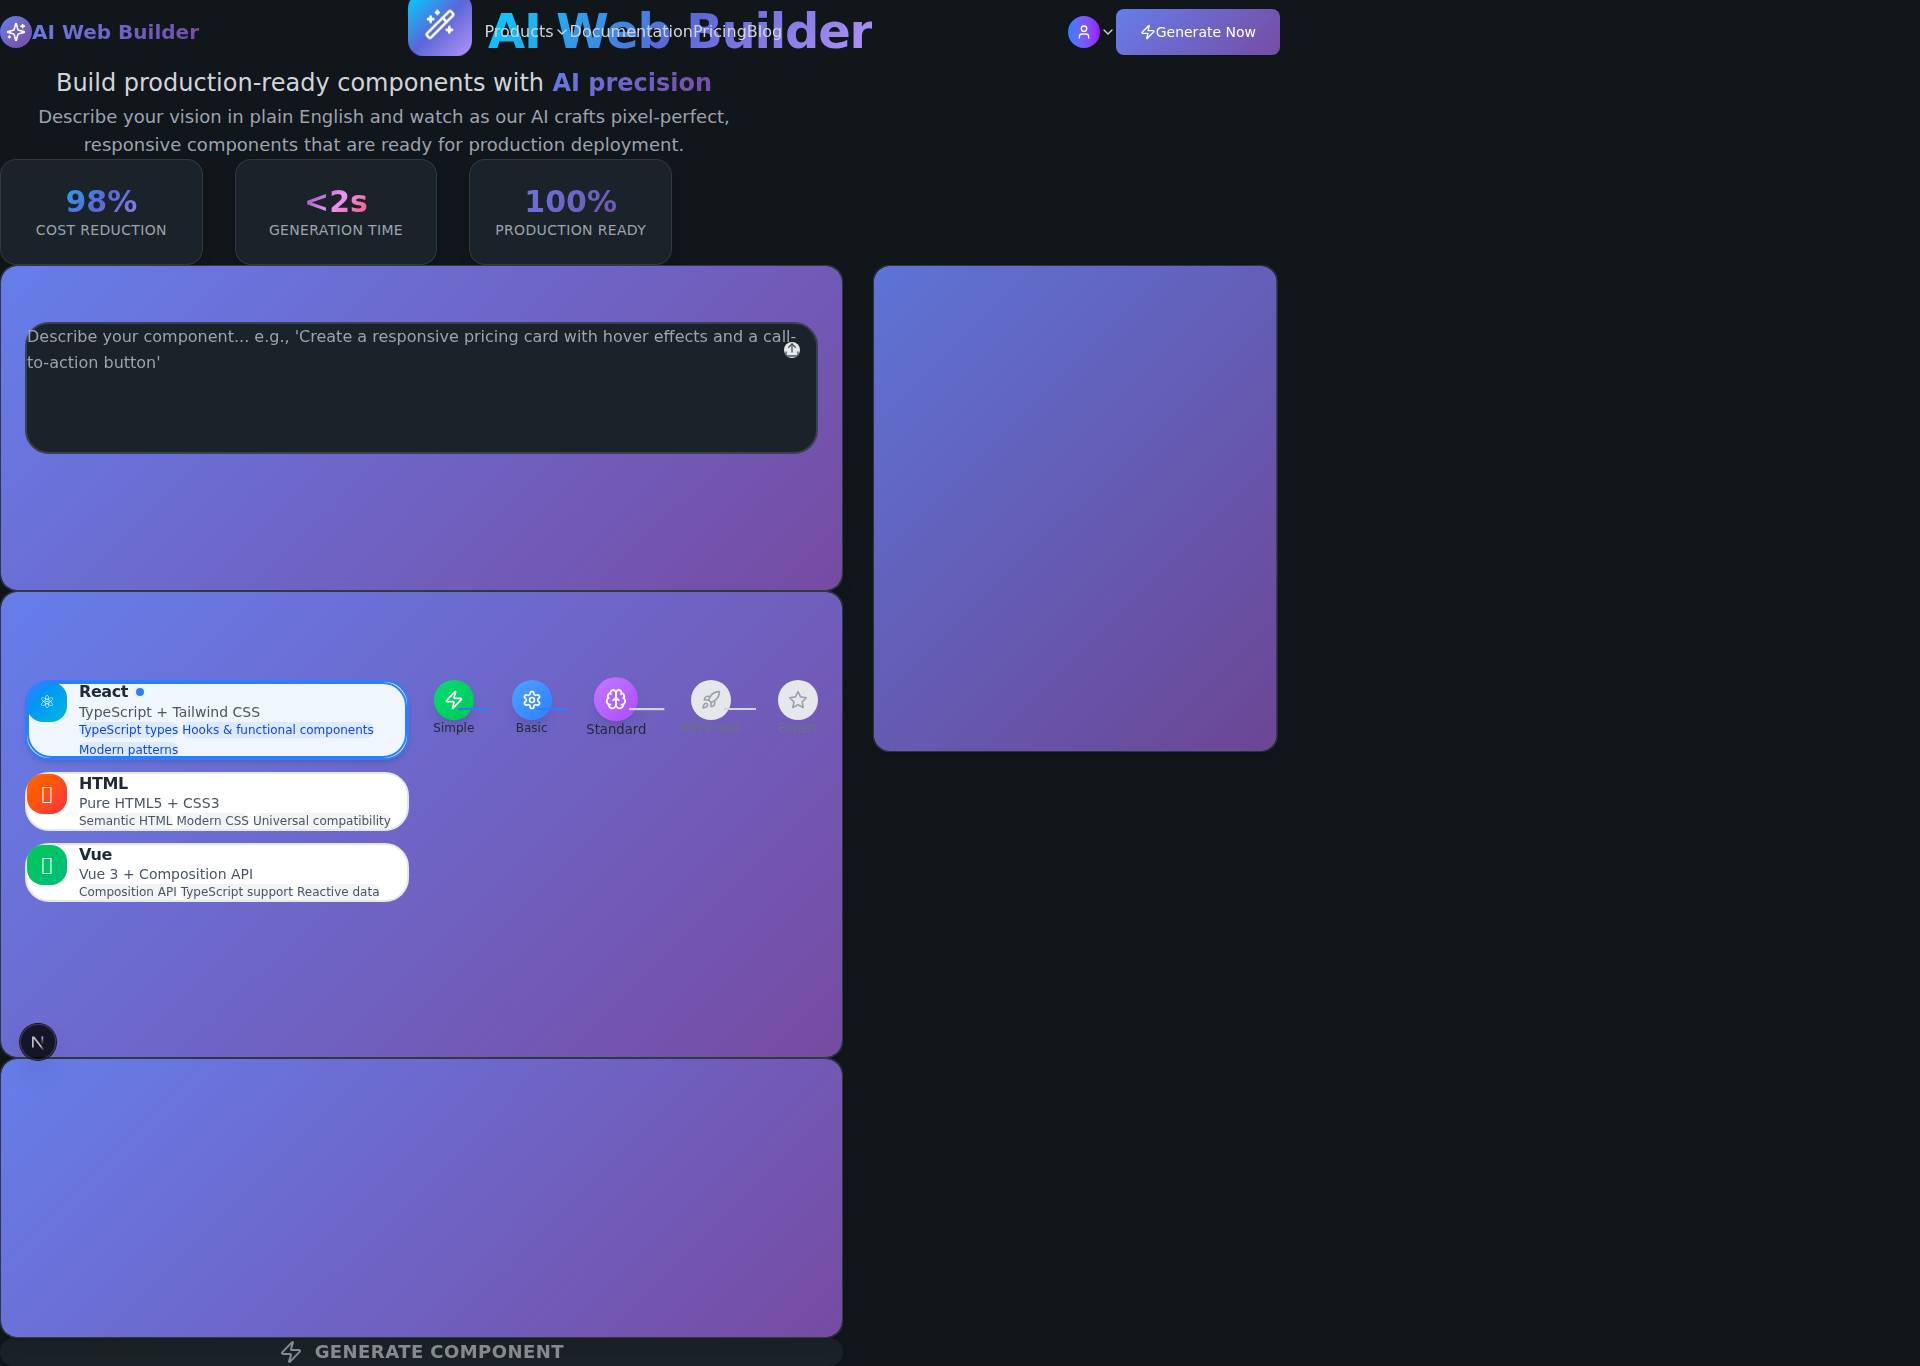 AI Web Builder
Products
Documentation
Pricing
Blog
Generate Now
AI Web Builder
Build production-ready components with AI precision
Describe your vision in plain English and watch as our AI crafts pixel-perfect,
responsive components that are ready for production deployment.
98%
COST REDUCTION
<2s
GENERATION TIME
100%
PRODUCTION READY
Describe your component... e.g., 'Create a responsive pricing card with hover effects and a call-
to-action button'
React
TypeScript + Tailwind CSS
TypeScript types Hooks & functional components
Modern patterns
HTML
Pure HTML5 + CSS3
Semantic HTML Modern CSS Universal compatibility
Vue
Vue 3 + Composition API
Composition API TypeScript support Reactive data
Simple
Basic
Standard
Advanced
Expert
N
GENERATE COMPONENT